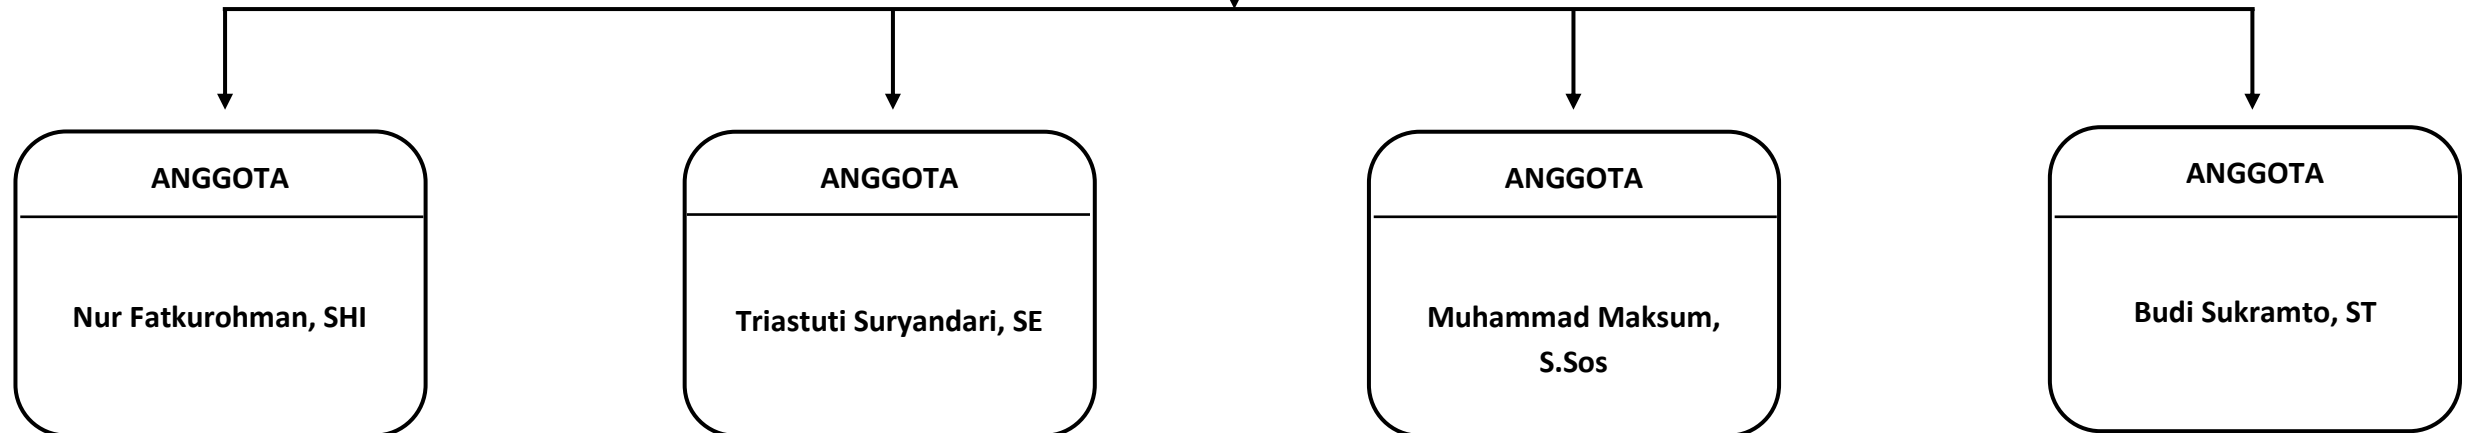 ANGGOTA
Nur Fatkurohman, SHI
ANGGOTA
Triastuti Suryandari, SE
ANGGOTA
Muhammad Maksum,
S.Sos
ANGGOTA
Budi Sukramto, ST